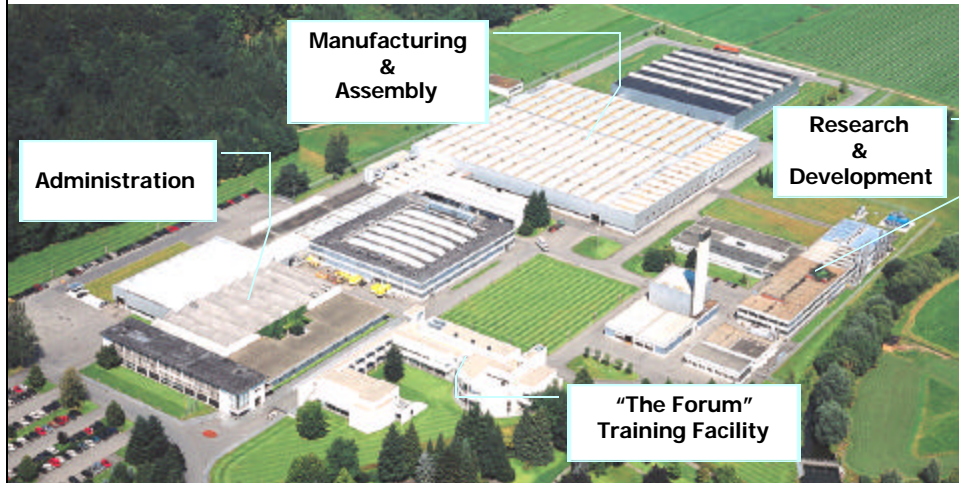 Manufacturing
&
Assembly
Research
&
Development
Administration
“The Forum”
Training Facility